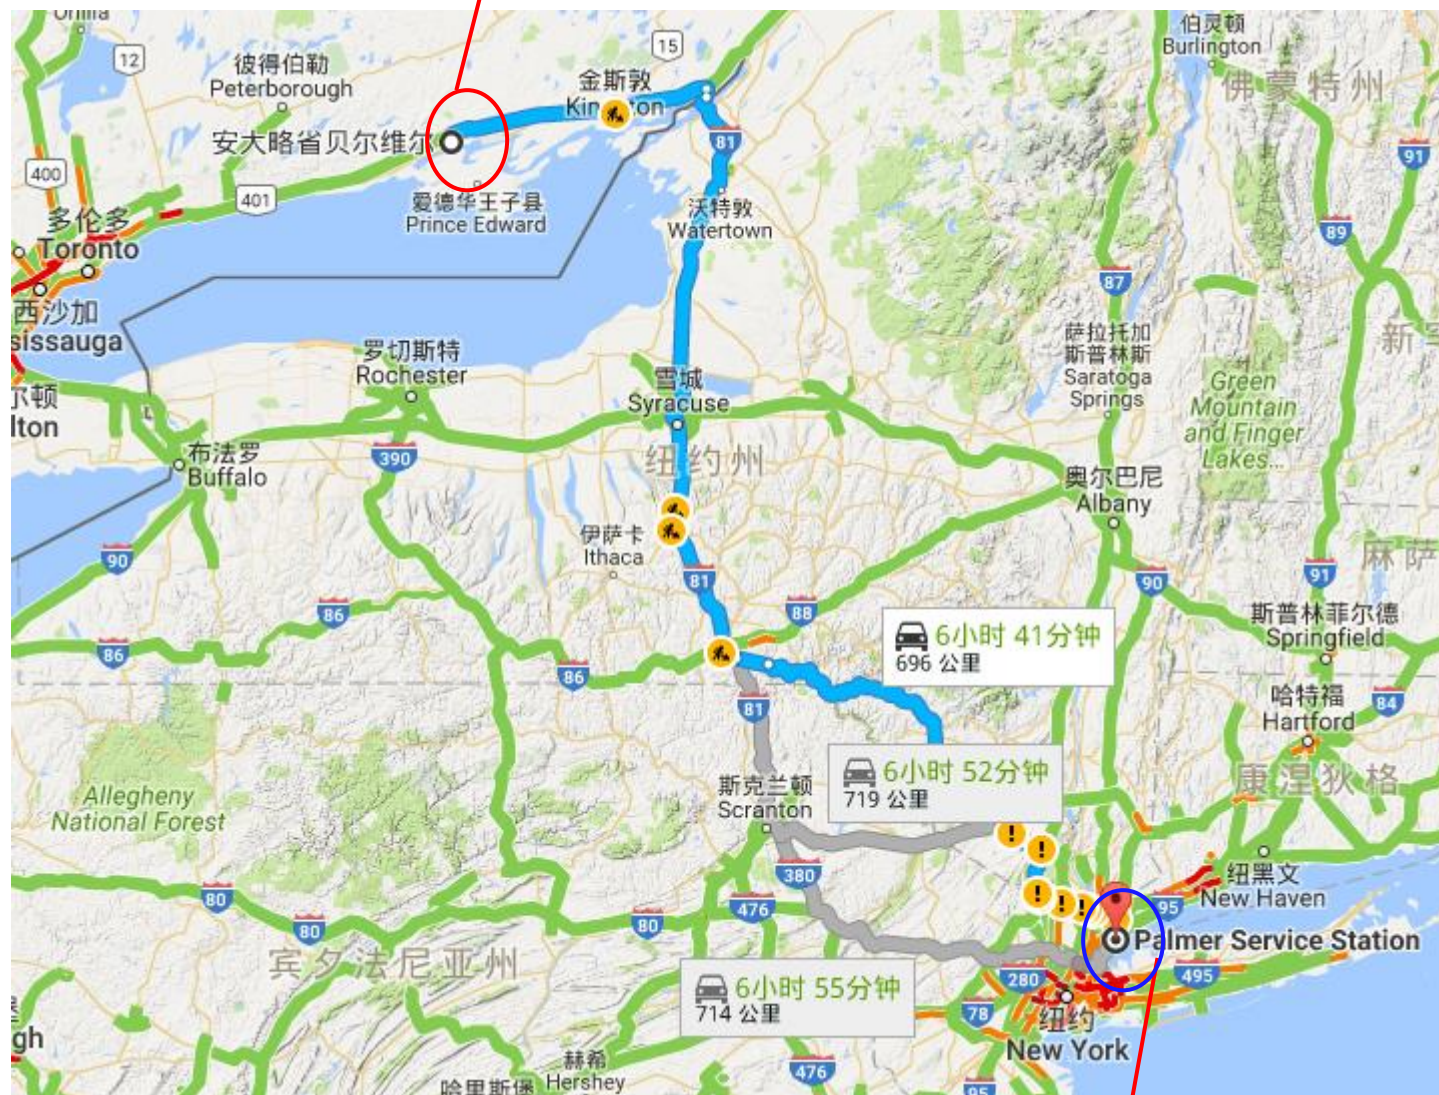 Orillia
12
15
伯灵顿
Burlington
彼得伯勒
Peterborough
金斯敦
佛蒙特州
安大略省贝尔维尔
81
91
400
401
爱德华王子县
Prince Edward
沃特敦
Watertown
89
多伦多
Toronto
87
西沙加
sissauga
萨拉托加
斯普林斯
Saratoga
Springs
罗切斯特
Rochester
雪城
Syracuse
Green
Mountain
and Finger
Lakes...
尔顿
lton
布法罗
Buffalo
390
纽约州
奥尔巴尼
Albany
伊萨卡
Ithaca
麻萨
90
81
90
91
86
88
斯普林菲尔德
Springfield
86
6小时 41分钟
696 公里
86
81
哈特福
Hartford
84
6小时 52分钟
719 公里
康涅狄格
斯克兰顿
Scranton
Allegheny
National Forest
380
纽黑文
New Haven
80
476
95
80
80
Palmer Service Station
宾夕法尼亚州
6小时 55分钟
714 公里
280
495
78
纽约
New York
gh
赫希
Hershey
476
哈里斯堡
95